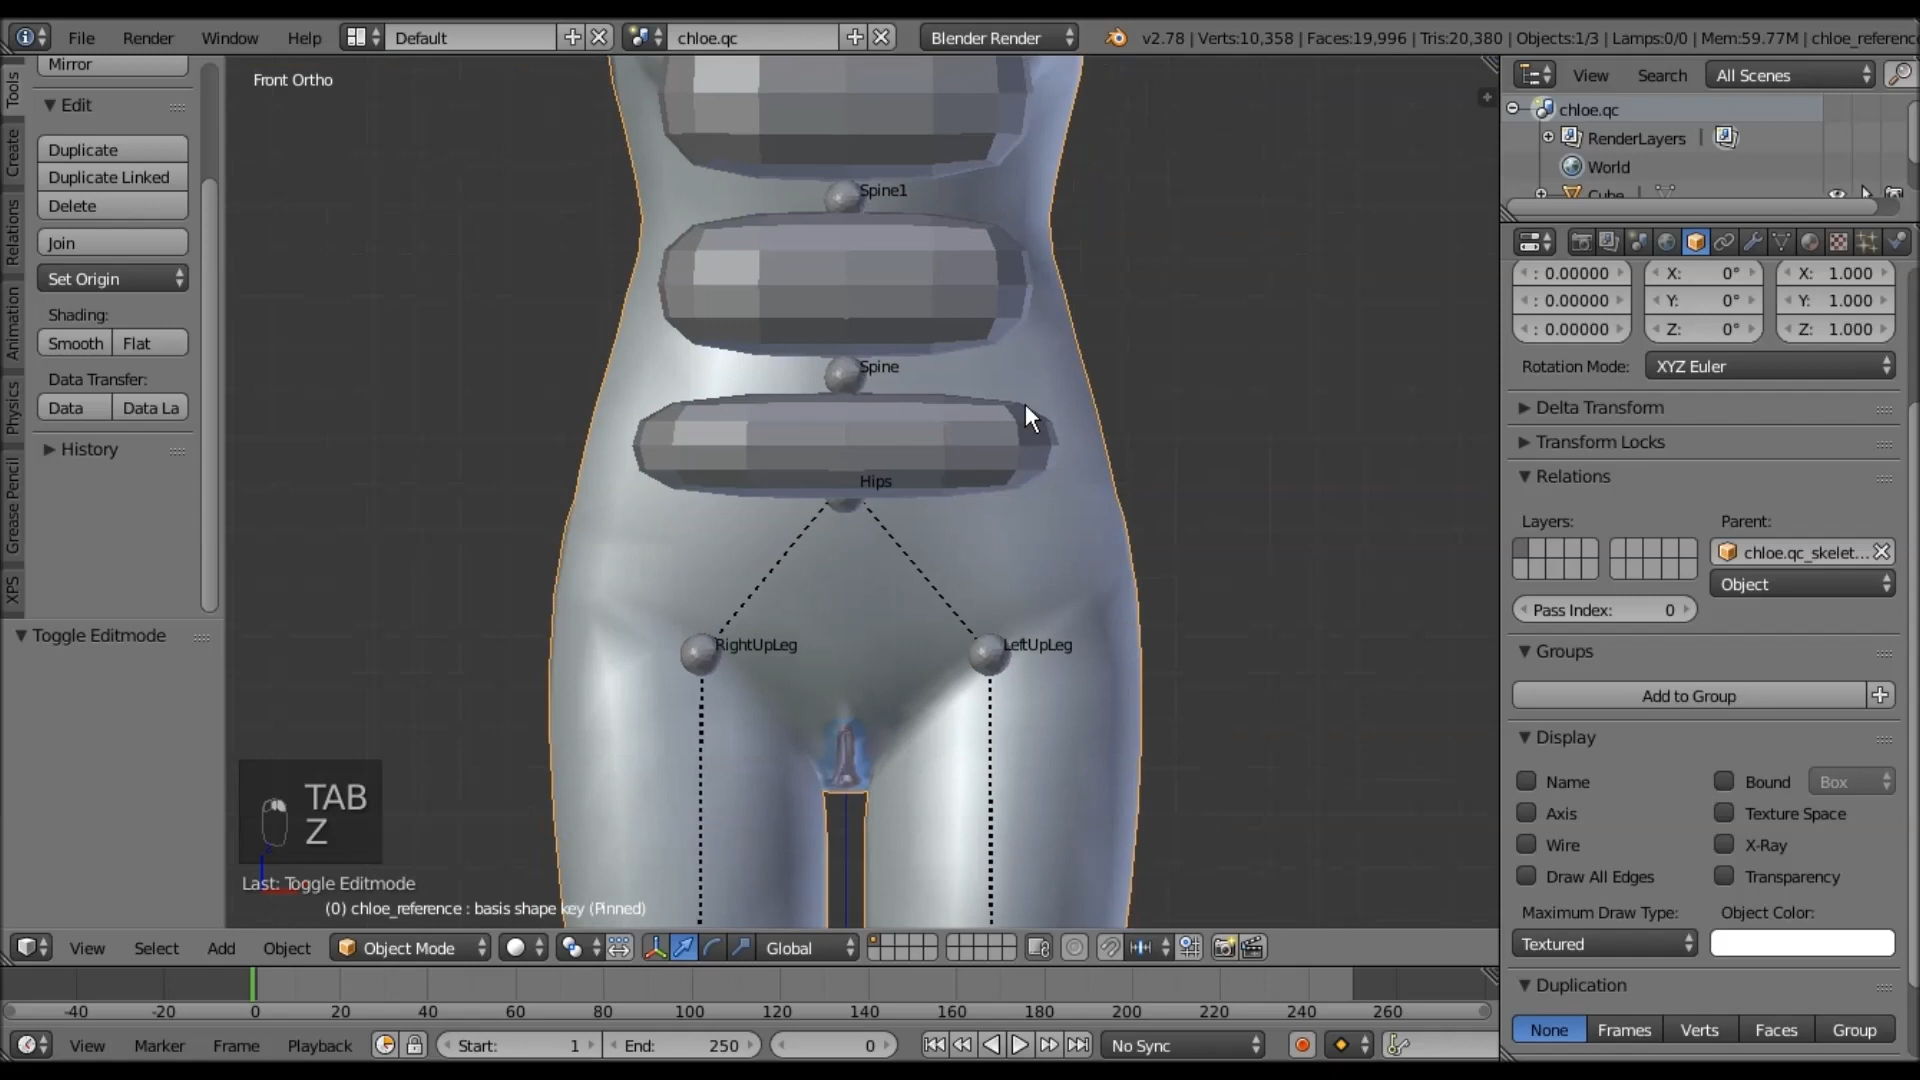 File Render Window Help Default chloe.qc Blender Render v2.78 | Verts:10,358 | Faces:19,996 | Tris:20,380 | Objects:1/3 | Lamps:0/0 | Mem:59.77M | chloe_referenc
Mirror
Edit
Duplicate
Duplicate Linked
Delete
Join
Set Origin
Shading:
Smooth Flat
Data Transfer:
Data Data La
History
Toggle Editmode
Tools
Create
Relations
Animation
Physics
Grease Pencil
XPS
Front Ortho
Spine1
Spine
Hips
RightUpLeg LeftUpLeg
TAB
Z
Last: Toggle Editmode
(0) chloe_reference : basis shape key (Pinned)
View Search All Scenes
chloe.qc
RenderLayers |
World
Cube
: 0.00000 X: 0° X: 1.000
: 0.00000 Y: 0° Y: 1.000
: 0.00000 Z: 0° Z: 1.000
Rotation Mode: XYZ Euler
Delta Transform
Transform Locks
Relations
Layers: Parent:
chloe.qc_skelet...
Object
Pass Index: 0
Groups
Add to Group
Display
Name Bound Box
Axis Texture Space
Wire X-Ray
Draw All Edges Transparency
Maximum Draw Type: Object Color:
Textured
Duplication
None Frames Verts Faces Group
View Select Add Object Object Mode Global
-40 -20 0 20 40 60 80 100 120 140 160 180 200 220 240 260
View Marker Frame Playback Start: 1 End: 250 0 No Sync